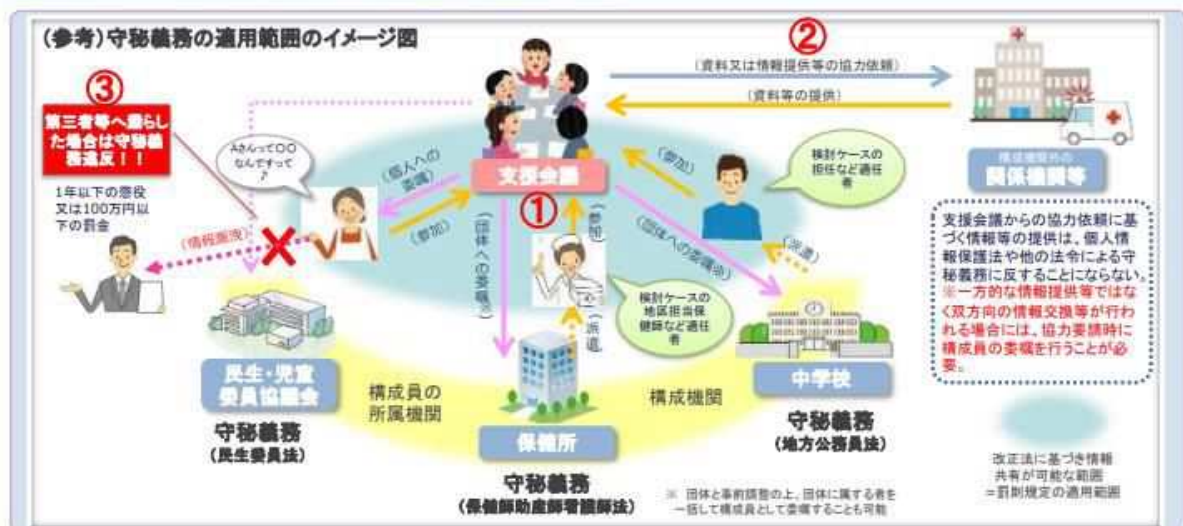 (参考)守秘義務の適用範囲のイメージ図
③
第三者等へ漏らし
た場合は守秘義
務違反！！
1年以下の懲役
又は100万円以
下の罰金
Aさんって〇〇
なんですって
♪
(情報漏洩)
(個人への
委嘱)
(参加)
支援会議
①
(団体への委嘱※)
(参加)
(派遣)
②
(資料又は情報提供等の協力依頼)
(資料等の提供)
(参加)
(団体への委嘱※)
(派遣)
検討ケースの
担任など適任
者
検討ケースの
地区担当保
健師など適任
者
構成機関外の
関係機関等
支援会議からの協力依頼に基
づく情報等の提供は、個人情
報保護法や他の法令による守
秘義務に反することにならない。
※一方的な情報提供等ではな
く双方向の情報交換等が行わ
れる場合には、協力要請時に
構成員の委嘱を行うことが必
要。
民生・児童
委員協議会
守秘義務
(民生委員法)
構成員の
所属機関
保健所
守秘義務
(保健師助産師看護師法)
構成機関
中学校
守秘義務
(地方公務員法)
※ 団体と事前調整の上、団体に属する者を
一括して構成員として委嘱することも可能
改正法に基づき情報
共有が可能な範囲
=罰則規定の適用範囲